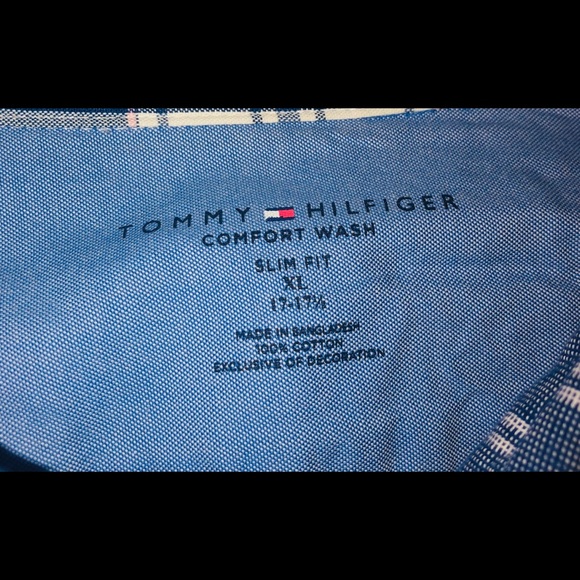 TOMMY HILFIGER
COMFORT WASH
SLIM FIT
XL
17-17½
MADE IN BANGLADESH
100% COTTON
EXCLUSIVE OF DECORATION